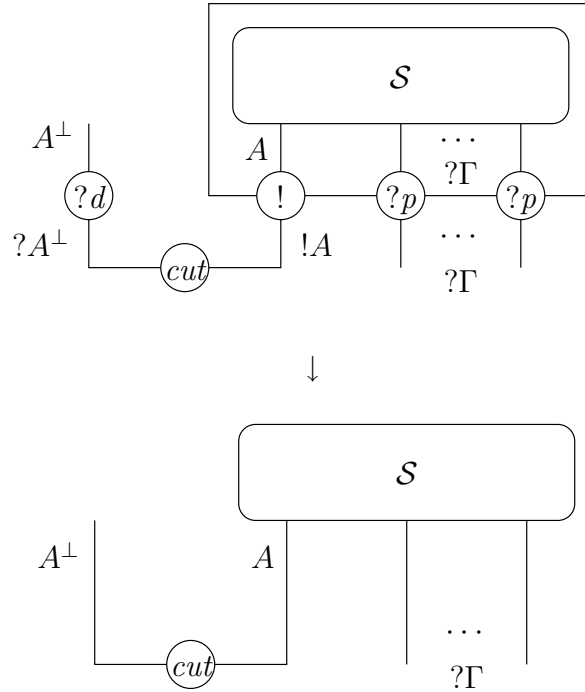 𝒮
A⊥ A ⋯
?Γ
?d ! ?p ?p
?A⊥ !A ⋯
cut ?Γ
↓
𝒮
A⊥ A
⋯
cut ?Γ